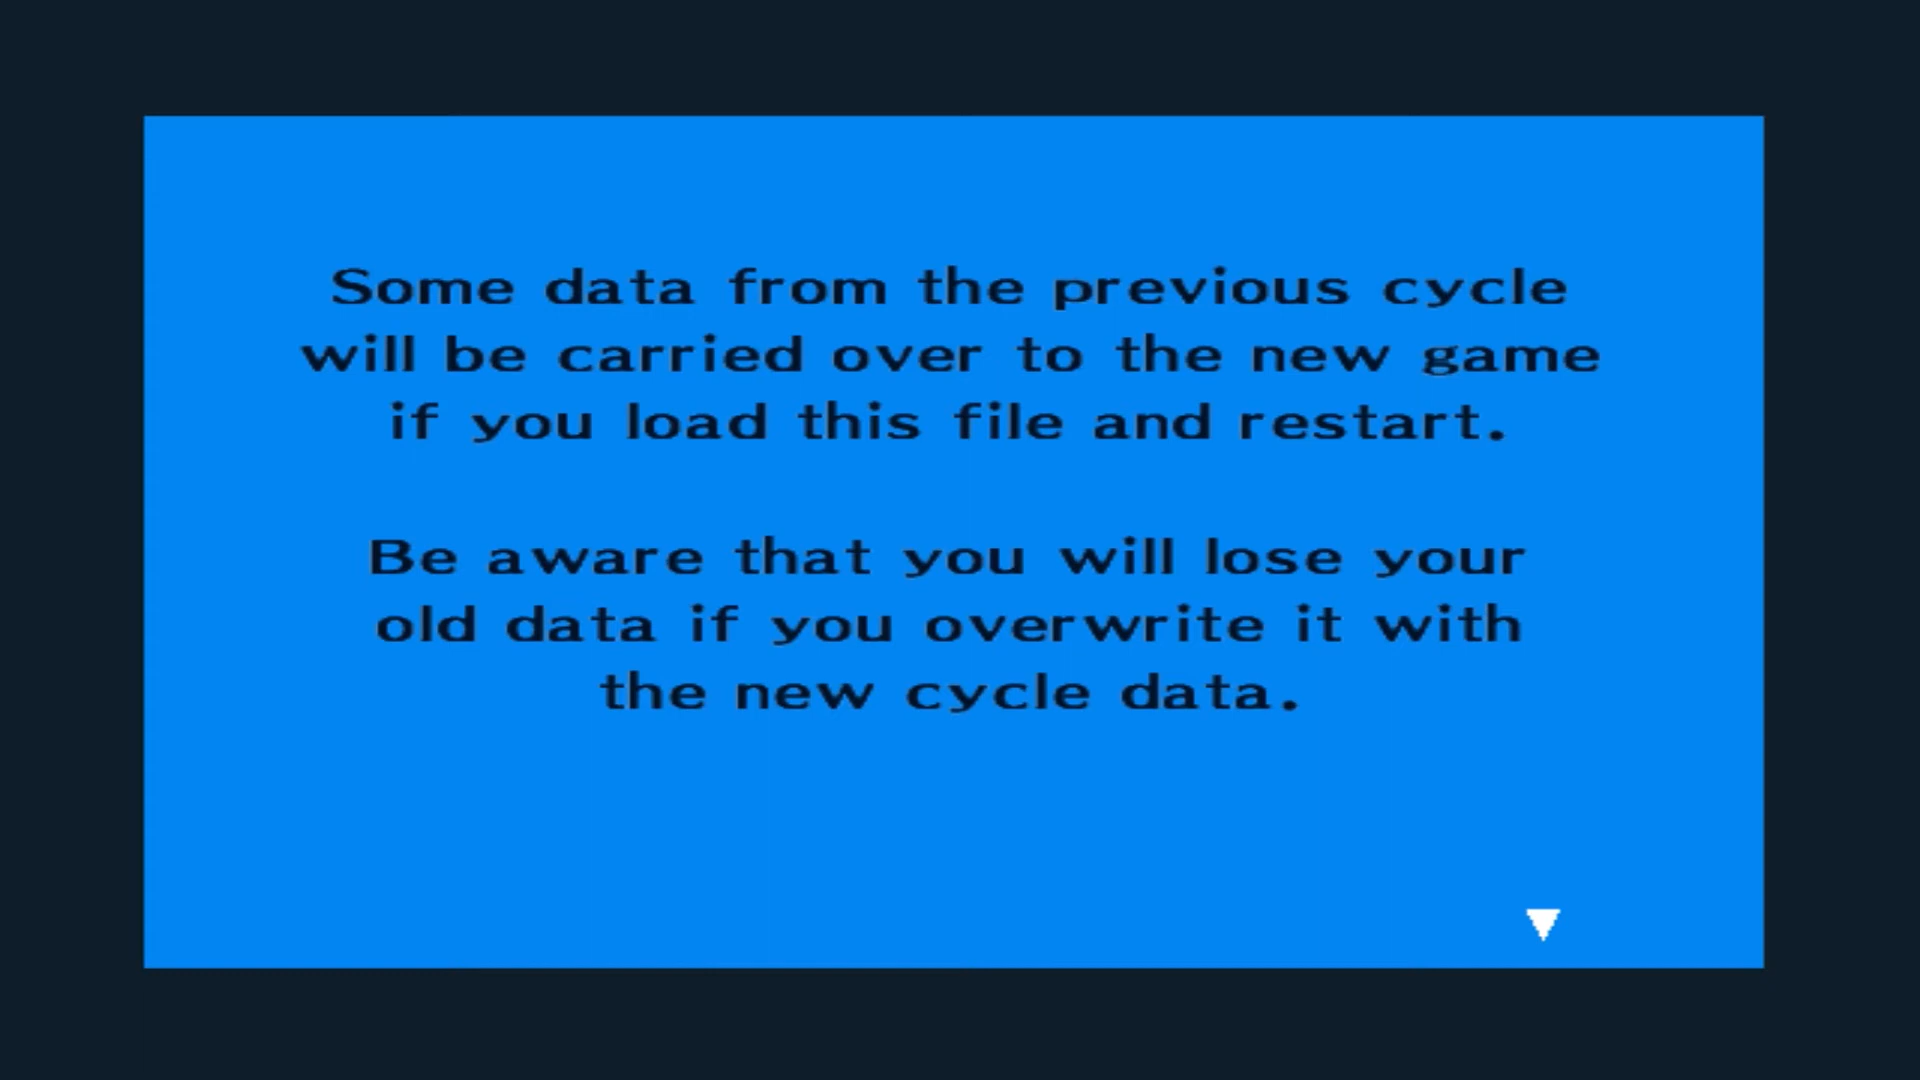 Some data from the previous cycle
will be carried over to the new game
if you load this file and restart.
Be aware that you will lose your
old data if you overwrite it with
the new cycle data.